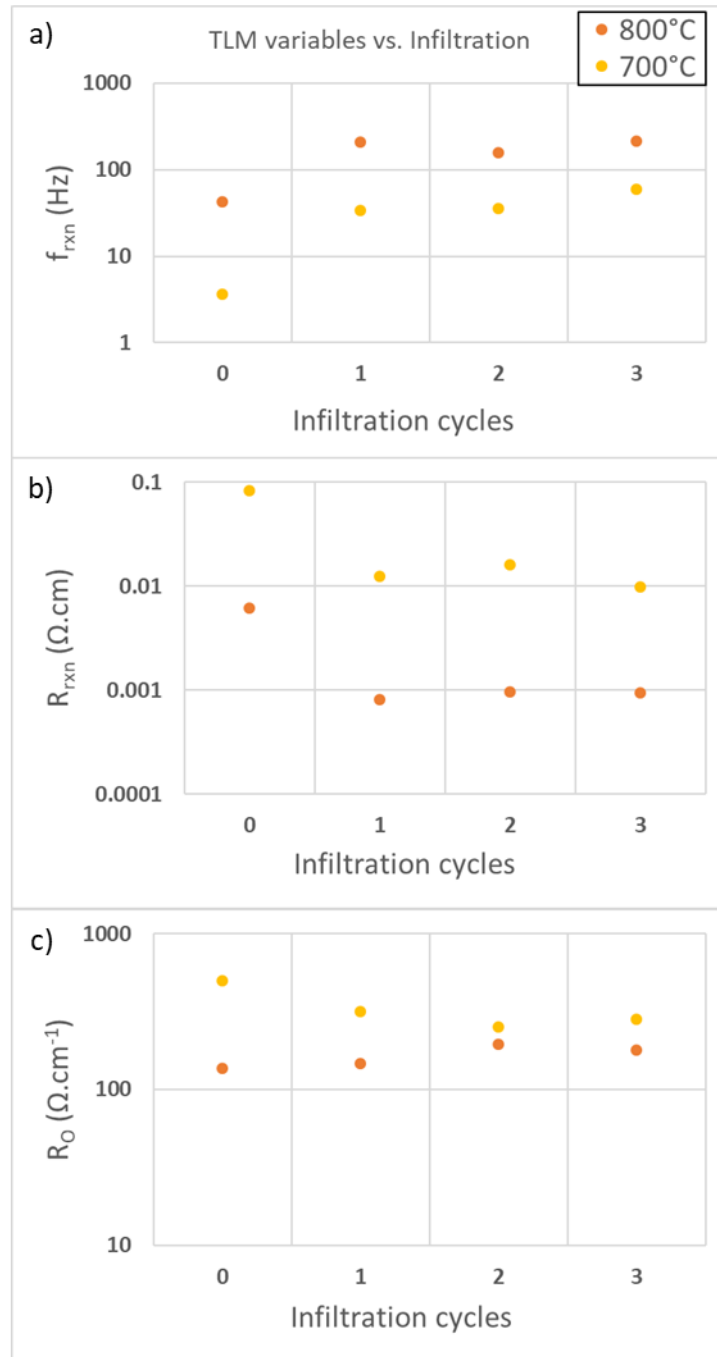 a)
TLM variables vs. Infiltration
800°C
700°C
1000
100
10
1
f_rxn (Hz)
0 1 2 3
Infiltration cycles
b)
0.1
0.01
0.001
0.0001
R_rxn (Ω.cm)
0 1 2 3
Infiltration cycles
c)
1000
100
10
R_O (Ω.cm⁻¹)
0 1 2 3
Infiltration cycles